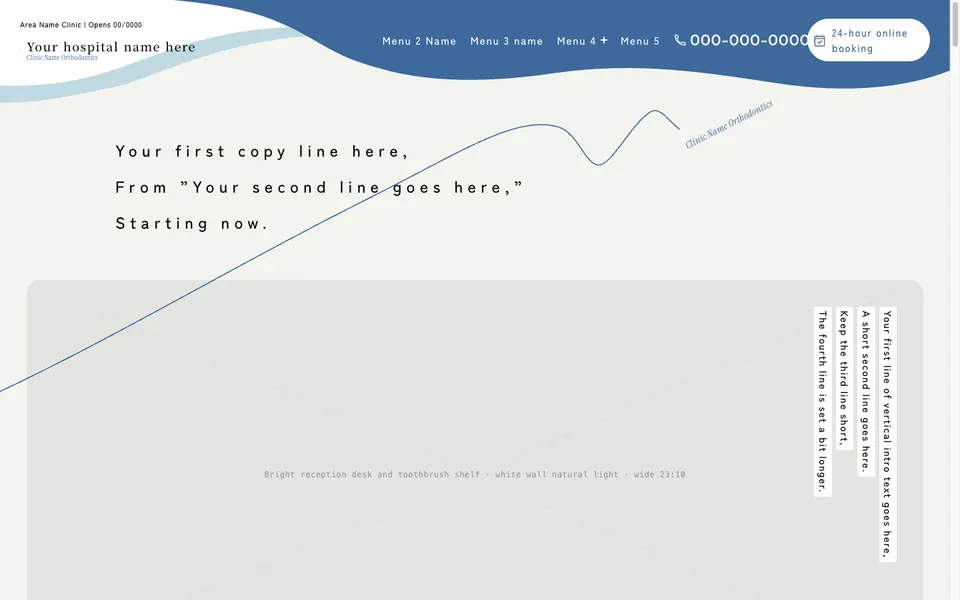 Area Name Clinic | Opens 00/0000
Your hospital name here
Clinic Name Orthodontics
Menu 2 Name
Menu 3 name
Menu 4 +
Menu 5
000-000-0000
24-hour online
booking
Clinic Name Orthodontics
Your first copy line here,
From ”Your second line goes here,”
Starting now.
Your first line of vertical intro text goes here,
A short second line goes here.
Keep the third line short,
The fourth line is set a bit longer.
Bright reception desk and toothbrush shelf · white wall natural light · wide 23:10